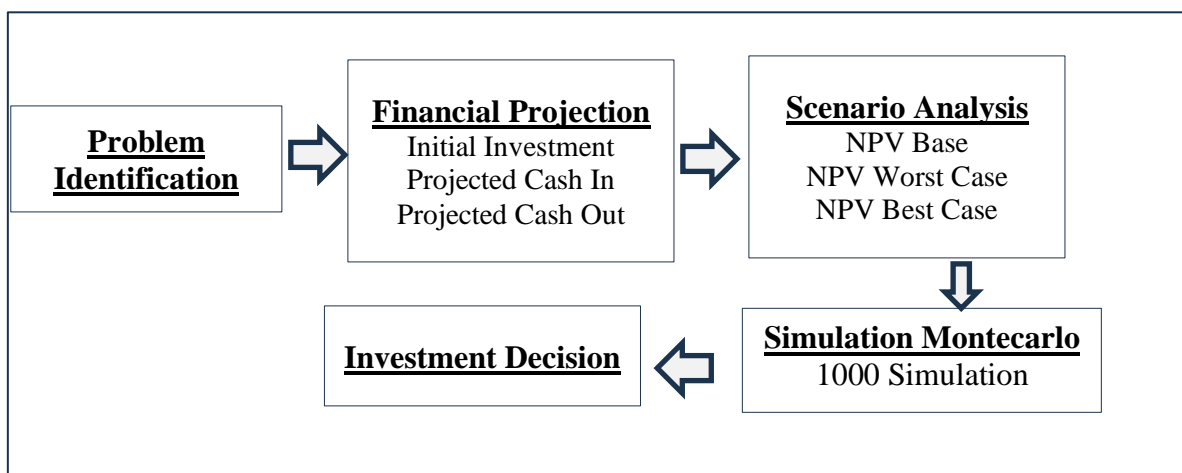 Problem
Identification
Financial Projection
Initial Investment
Projected Cash In
Projected Cash Out
Scenario Analysis
NPV Base
NPV Worst Case
NPV Best Case
Simulation Montecarlo
1000 Simulation
Investment Decision